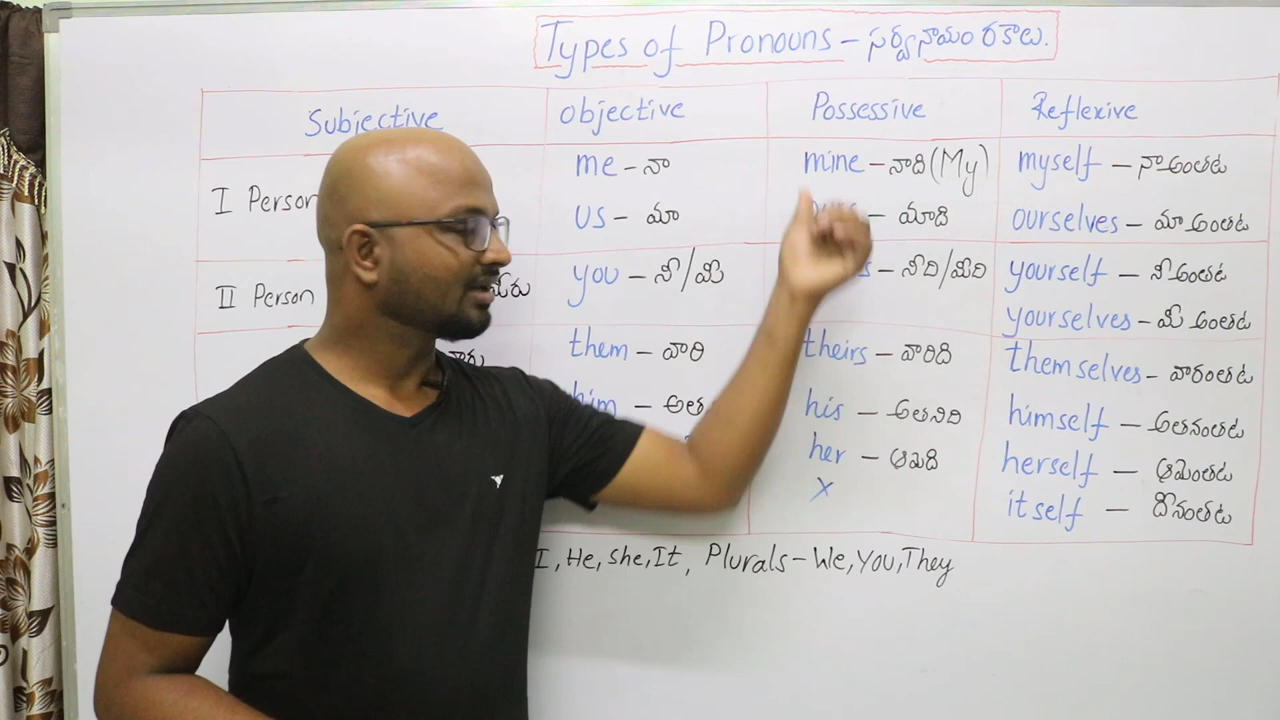 Types of Pronouns - సర్వనామం రకాలు.
Subjective objective Possessive Reflexive
I Person me - నా mine - నాది (My) myself - నా అంతట
us - మా - మాది ourselves - మా అంతట
II Person you - నీ/మీ - నీది/మీది yourself - నీ అంతట
yourselves - మీ అంతట
them - వారి theirs - వారిది themselves - వారంతట
him - అత his - అతనిది himself - అతనంతట
her - ఆమెది herself - ఆమెంతట
X itself - దీనంతట
I, He, she, It, Plurals - We, You, They